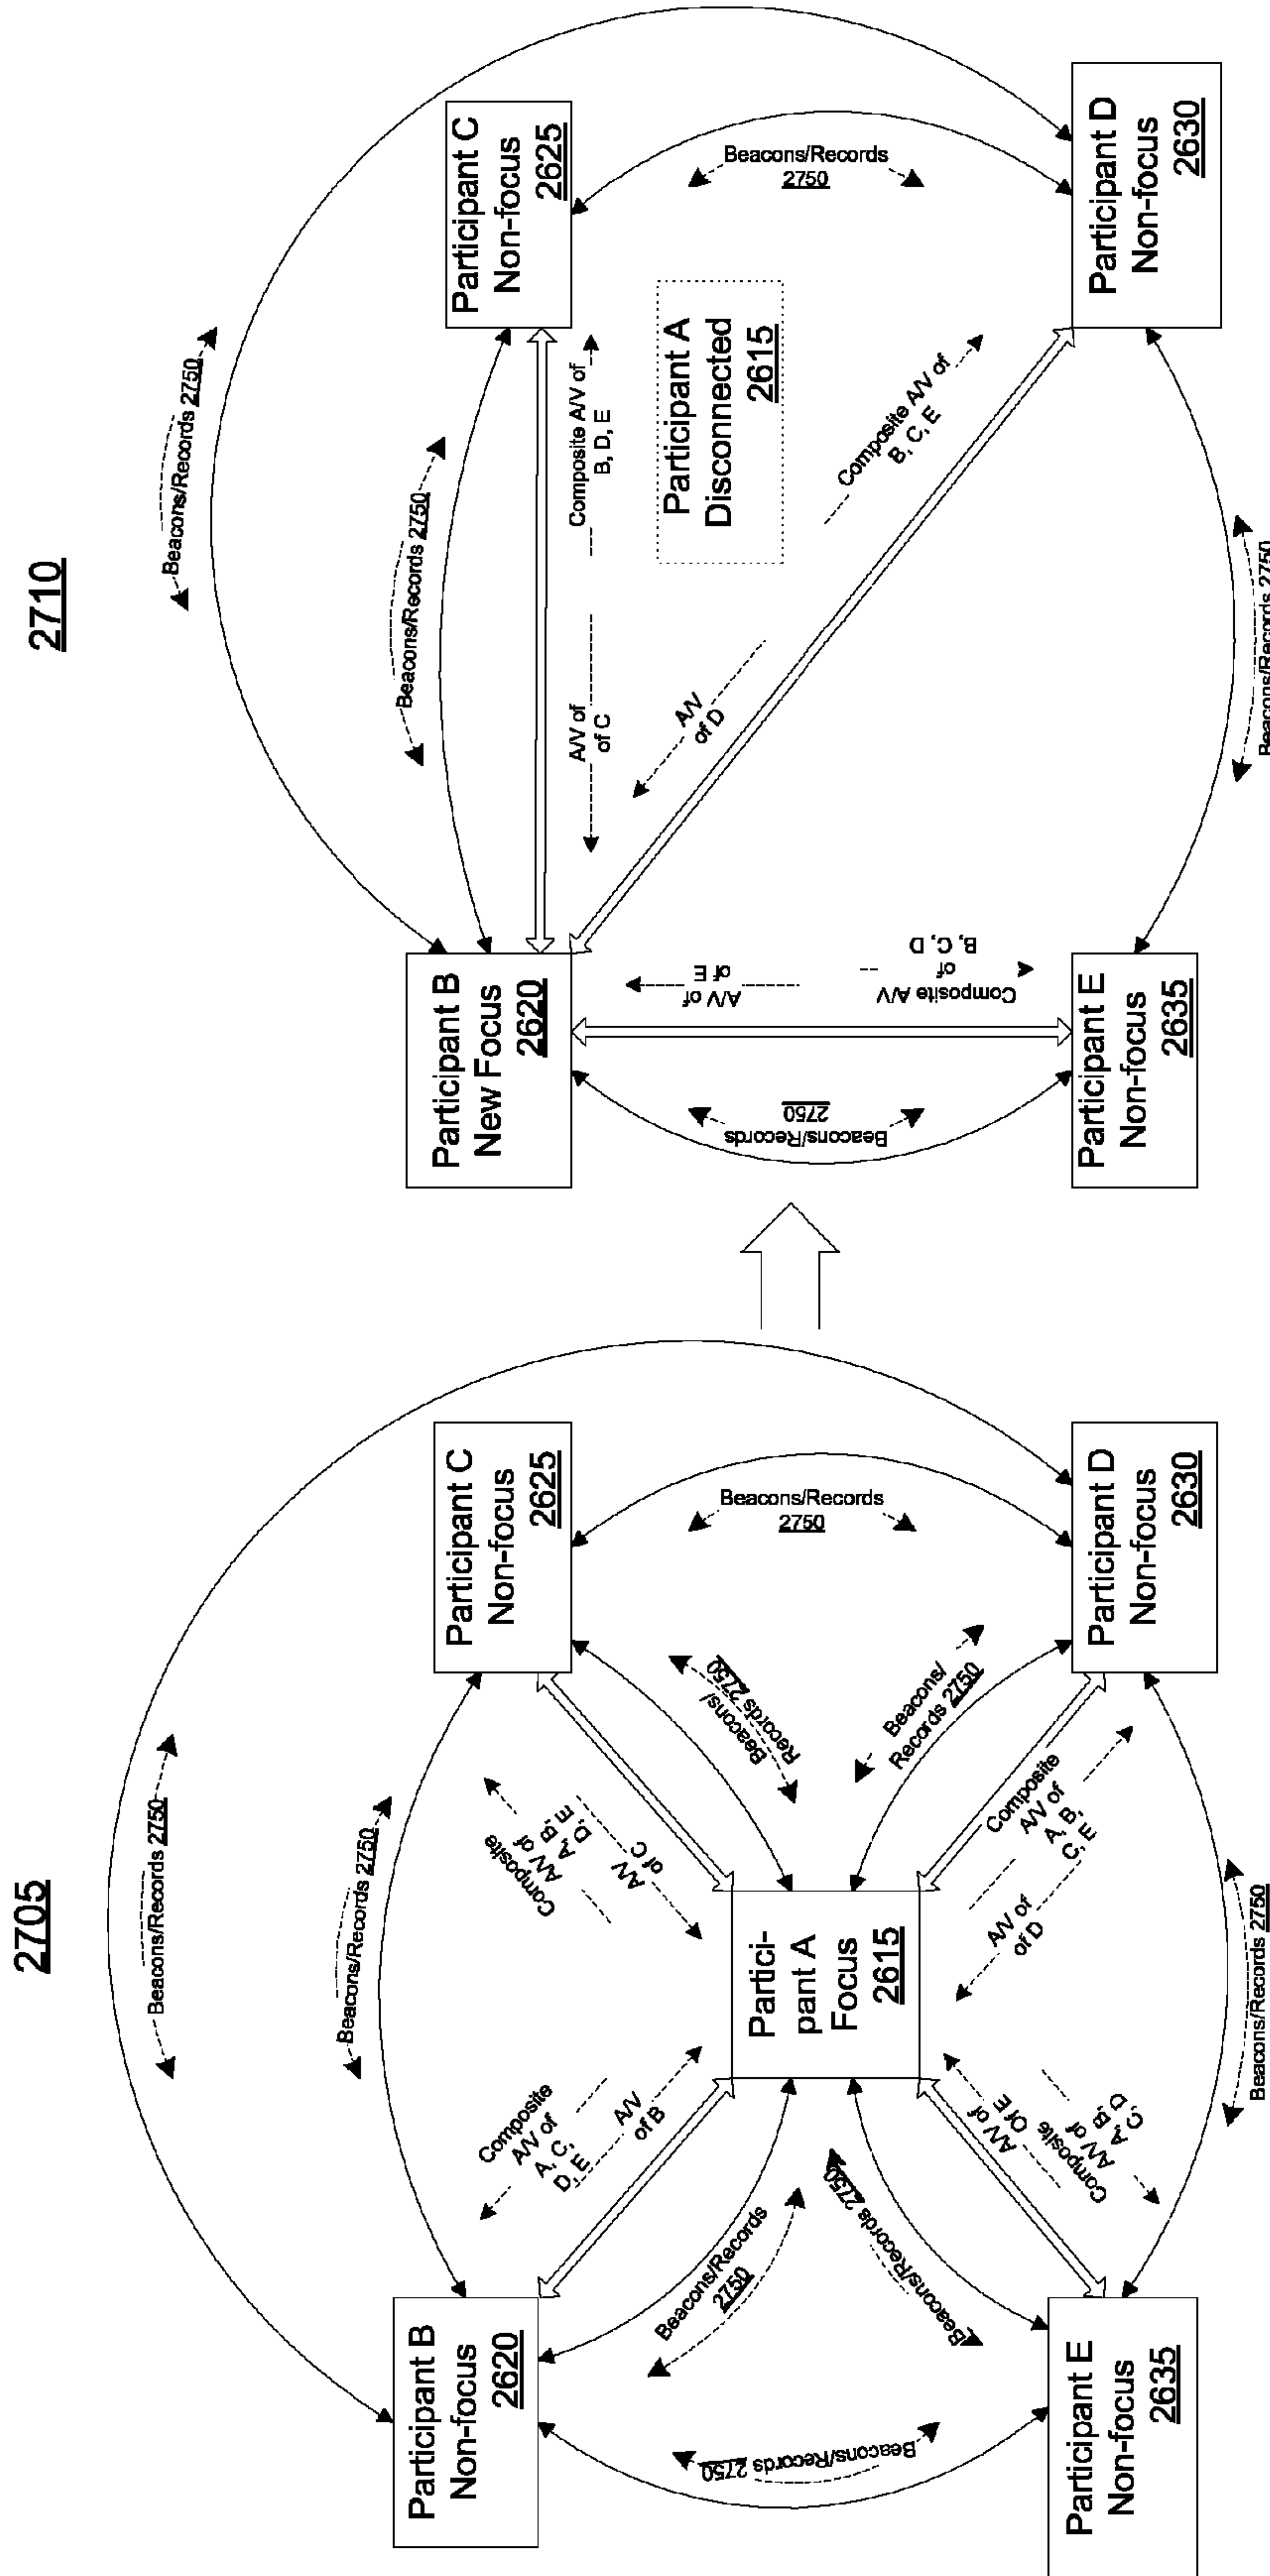 2705
Beacons/Records 2750
Beacons/Records 2750
Participant B
Non-focus
2620
Participant C
Non-focus
2625
Composite
A/V of
A, C,
D, E
A/V
of B
Composite
A/V of
A, B,
D, E
A/V
of C
Beacons/
Records 2750
Beacons/Records
2750
Beacons/Records
2750
Beacons/Records 2750
Partici-
pant A
Focus
2615
Beacons/
Records 2750
Beacons/Records 2750
A/V of
Of E
Composite
A/V of
A, C,
B, D
A/V of
of D
Composite
A/V of
A, B,
C, E
Participant E
Non-focus
2635
Participant D
Non-focus
2630
Beacons/Records 2750
2710
Beacons/Records 2750
Beacons/Records 2750
Participant B
New Focus
2620
Participant C
Non-focus
2625
A/V of
of C
Composite A/V of
B, D, E
Participant A
Disconnected
2615
Beacons/Records
2750
A/V
of D
Composite A/V of
B, C, E
Beacons/Records
2750
A/V of
of E
Composite A/V
of
B, C, D
Participant E
Non-focus
2635
Participant D
Non-focus
2630
Beacons/Records 2750